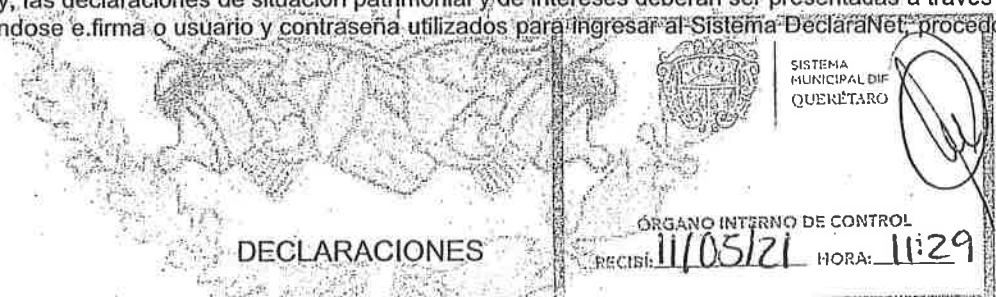 y, las declaraciones de situación patrimonial y de intereses deberán ser presentadas a través
ndose e.firma o usuario y contraseña utilizados para ingresar al Sistema DeclaraNet, proced
SISTEMA
MUNICIPAL DIF
QUERÉTARO
ÓRGANO INTERNO DE CONTROL
DECLARACIONES
RECIBÍ: 11/05/21 HORA: 11:29